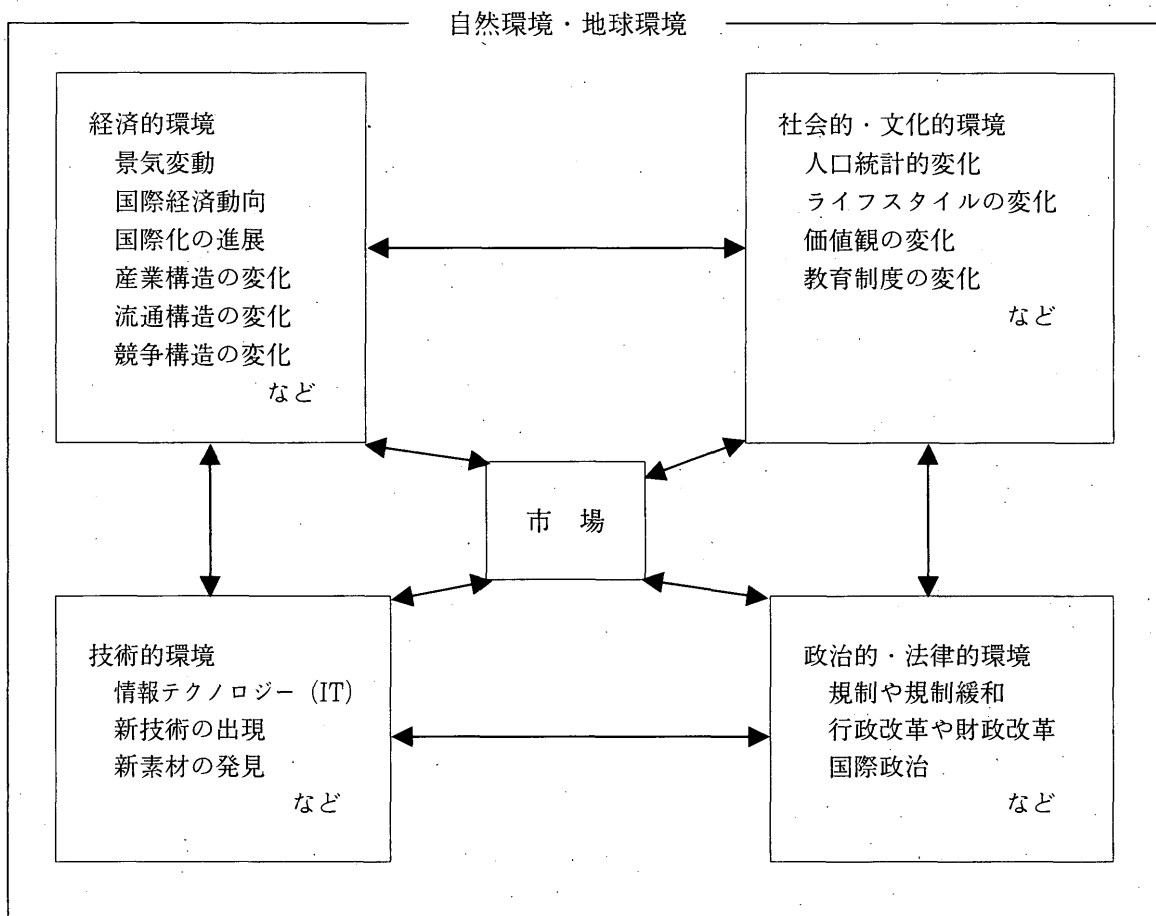 自然環境・地球環境
経済的環境
景気変動
国際経済動向
国際化の進展
産業構造の変化
流通構造の変化
競争構造の変化
など
社会的・文化的環境
人口統計的変化
ライフスタイルの変化
価値観の変化
教育制度の変化
など
市 場
技術的環境
情報テクノロジー (IT)
新技術の出現
新素材の発見
など
政治的・法律的環境
規制や規制緩和
行政改革や財政改革
国際政治
など